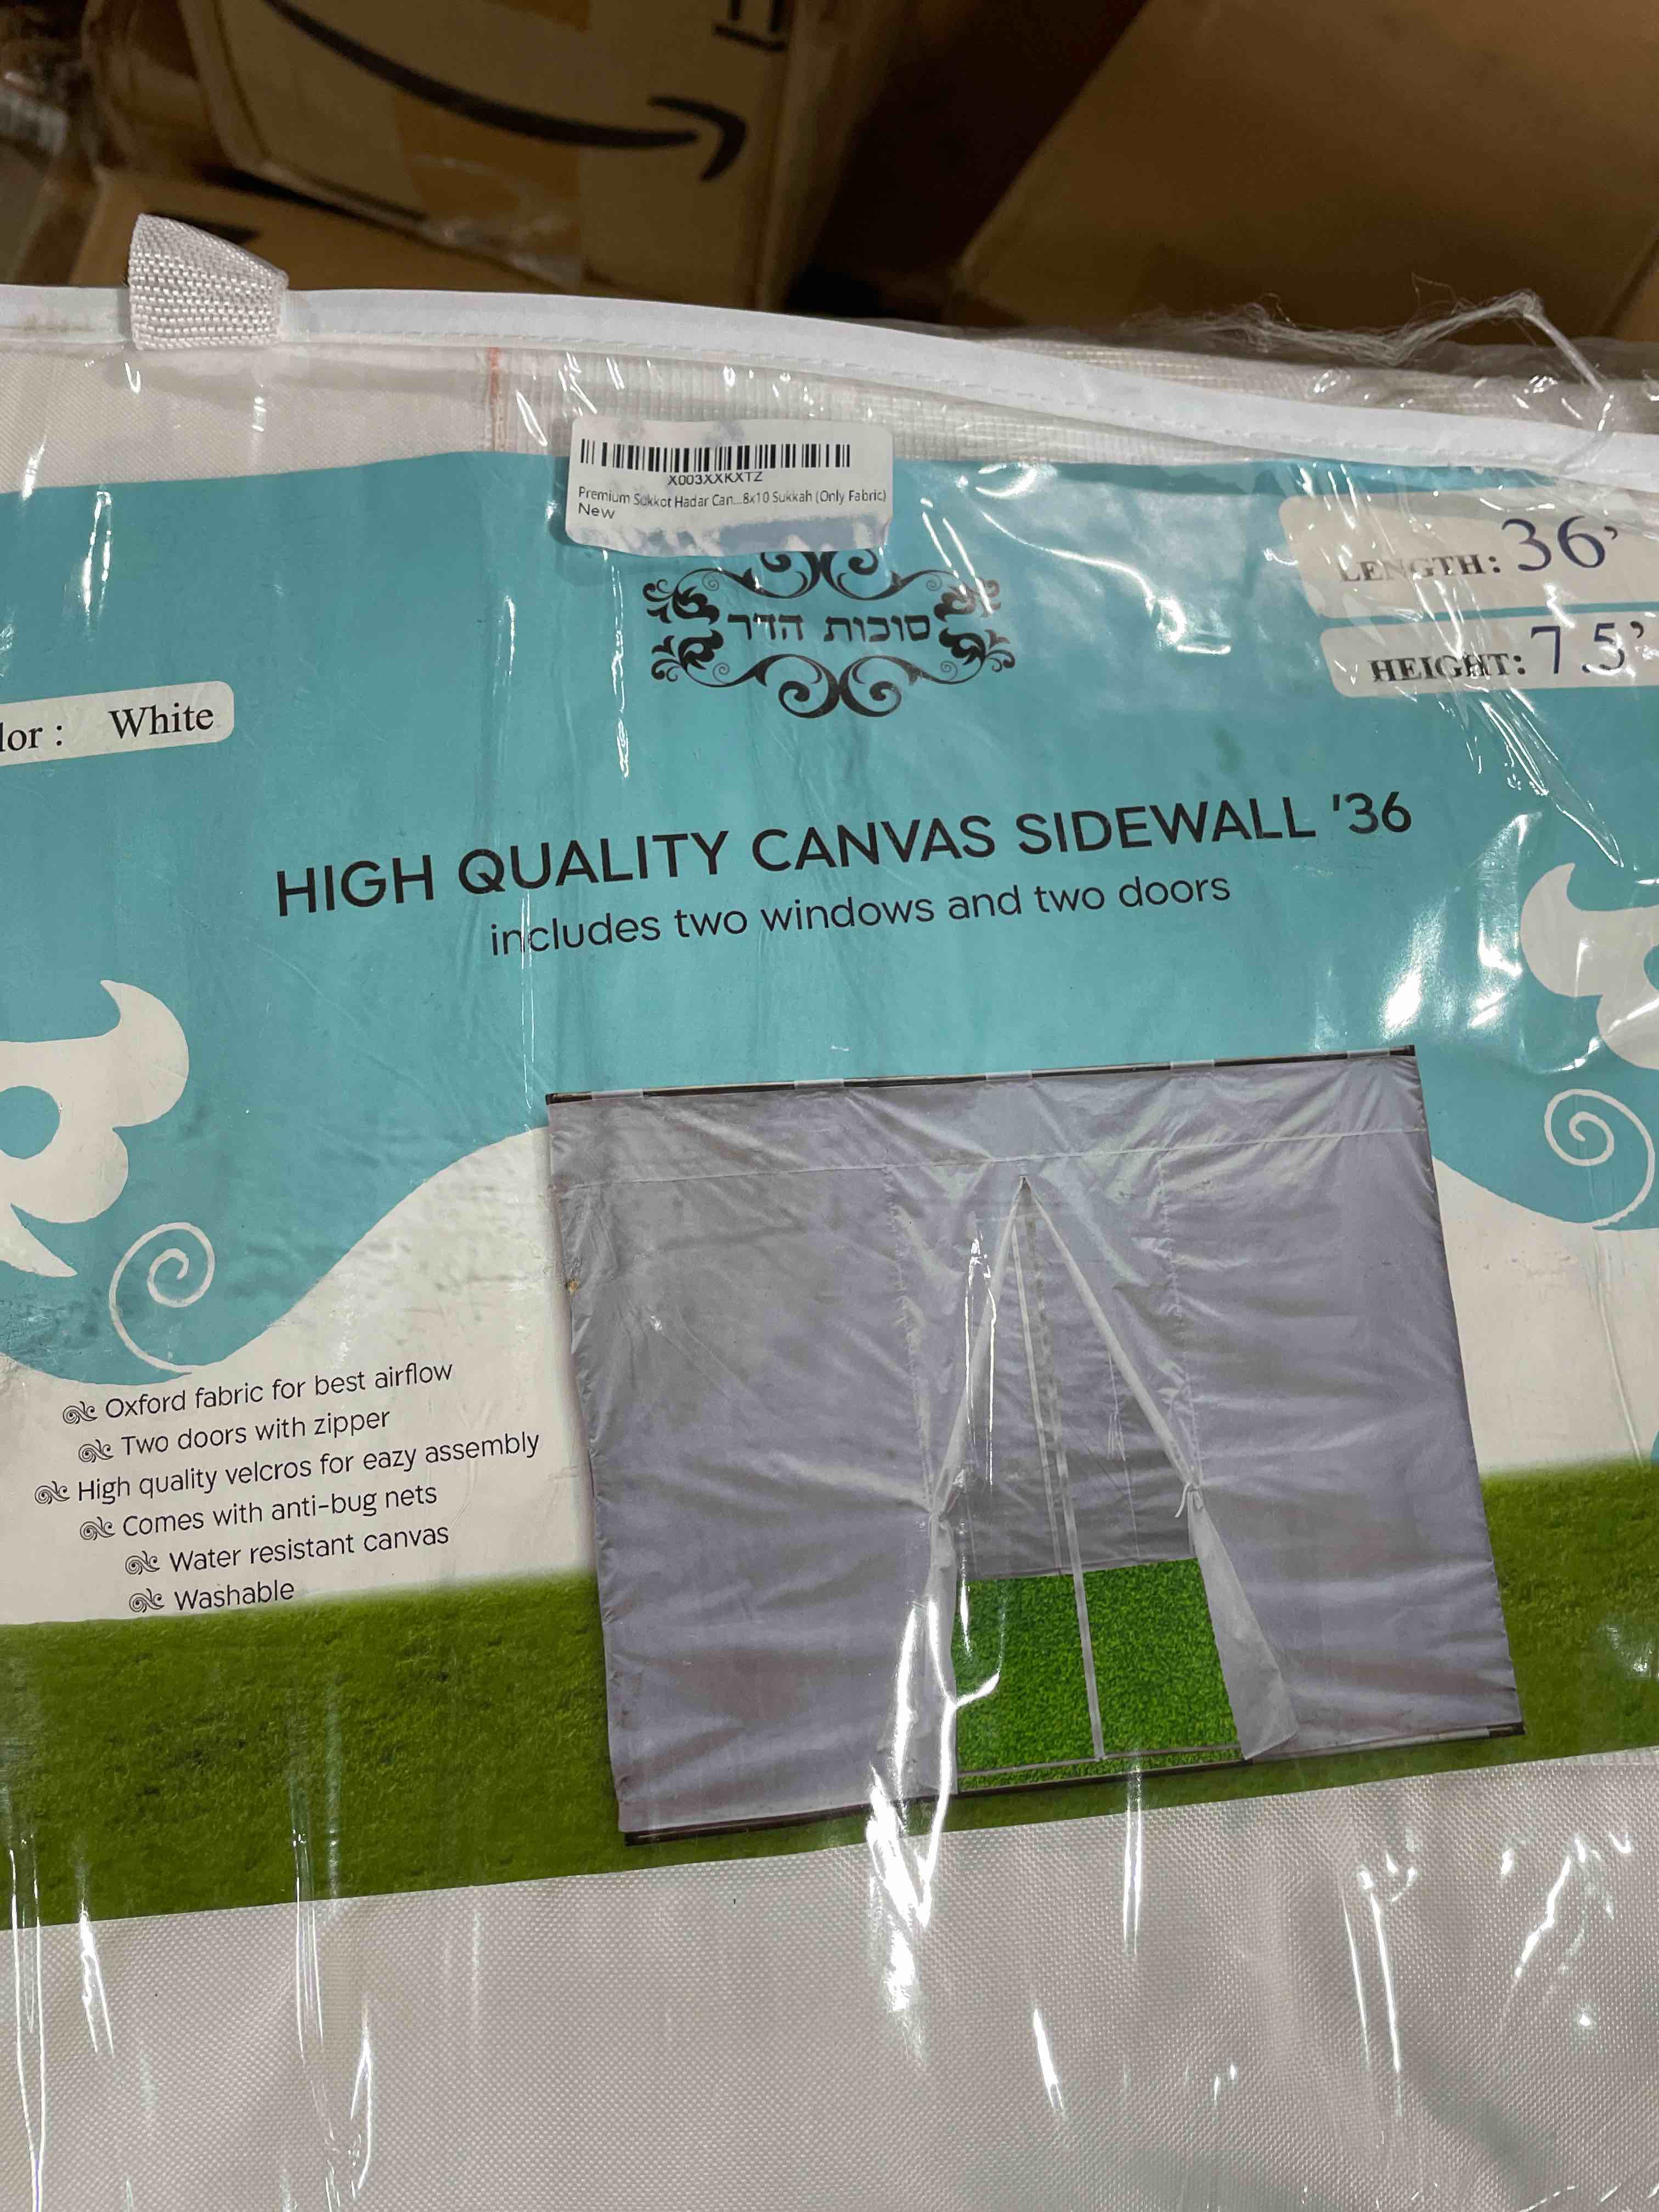 X003XXKXTZ
Premium Sukkot Hadar Can...8x10 Sukkah (Only Fabric)
New
LENGTH: 36'
סוכות הדר
HEIGHT: 7.5'
lor : White
HIGH QUALITY CANVAS SIDEWALL '36
includes two windows and two doors
Oxford fabric for best airflow
Two doors with zipper
High quality velcros for eazy assembly
Comes with anti-bug nets
Water resistant canvas
Washable